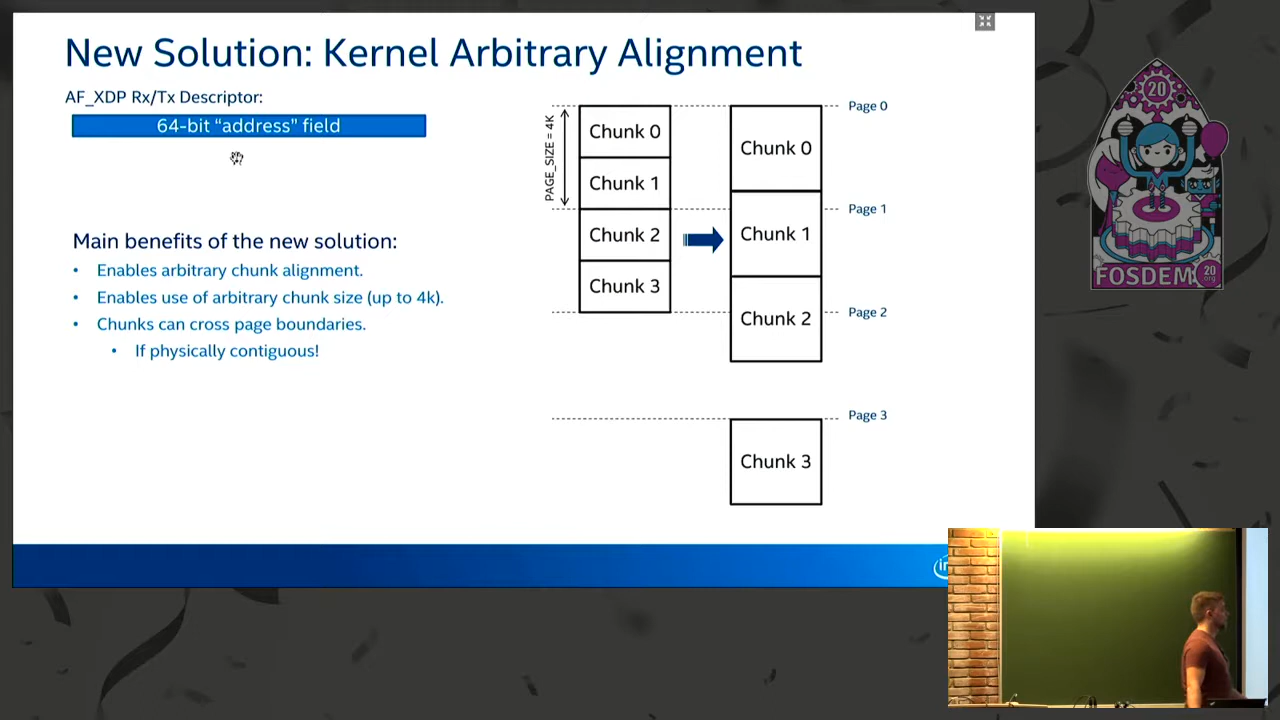 New Solution: Kernel Arbitrary Alignment
AF_XDP Rx/Tx Descriptor:
64-bit “address” field
Main benefits of the new solution:
• Enables arbitrary chunk alignment.
• Enables use of arbitrary chunk size (up to 4k).
• Chunks can cross page boundaries.
• If physically contiguous!
PAGE_SIZE = 4K
Chunk 0
Chunk 1
Chunk 2
Chunk 3
Chunk 0
Chunk 1
Chunk 2
Chunk 3
Page 0
Page 1
Page 2
Page 3
20
FOSDEM
20
.org